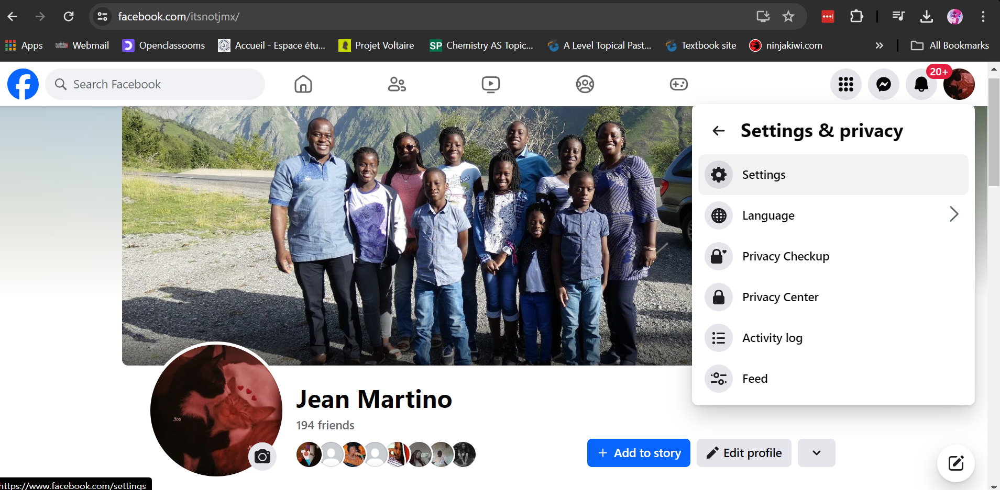 facebook.com/itsnotjmx/
Apps Webmail Openclassooms Accueil - Espace étu... Projet Voltaire SP Chemistry AS Topic... A Level Topical Past... Textbook site ninjakiwi.com » All Bookmarks
Search Facebook
20+
Settings & privacy
Settings
Language
Privacy Checkup
Privacy Center
Activity log
Feed
you
Jean Martino
194 friends
+ Add to story Edit profile
https://www.facebook.com/settings